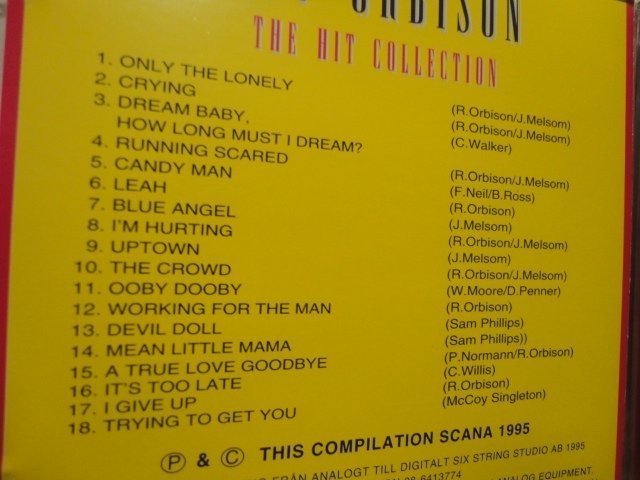 ORBISON
THE HIT COLLECTION
1. ONLY THE LONELY (R.Orbison/J.Melsom)
2. CRYING (R.Orbison/J.Melsom)
3. DREAM BABY, (C.Walker)
HOW LONG MUST I DREAM?
4. RUNNING SCARED (R.Orbison/J.Melsom)
5. CANDY MAN (F.Neil/B.Ross)
6. LEAH (R.Orbison)
7. BLUE ANGEL (J.Melsom)
8. I'M HURTING (R.Orbison/J.Melsom)
9. UPTOWN (J.Melsom)
10. THE CROWD (R.Orbison/J.Melsom)
11. OOBY DOOBY (W.Moore/D.Penner)
12. WORKING FOR THE MAN (R.Orbison)
13. DEVIL DOLL (Sam Phillips)
14. MEAN LITTLE MAMA (Sam Phillips))
15. A TRUE LOVE GOODBYE (P.Normann/R.Orbison)
16. IT'S TOO LATE (C.Willis)
17. I GIVE UP (R.Orbison)
18. TRYING TO GET YOU (McCoy Singleton)
Ⓟ & © THIS COMPILATION SCANA 1995
FRÅN ANALOGT TILL DIGITALT SIX STRING STUDIO AB 1995
08-6413774
ANALOG EQUIPMENT.